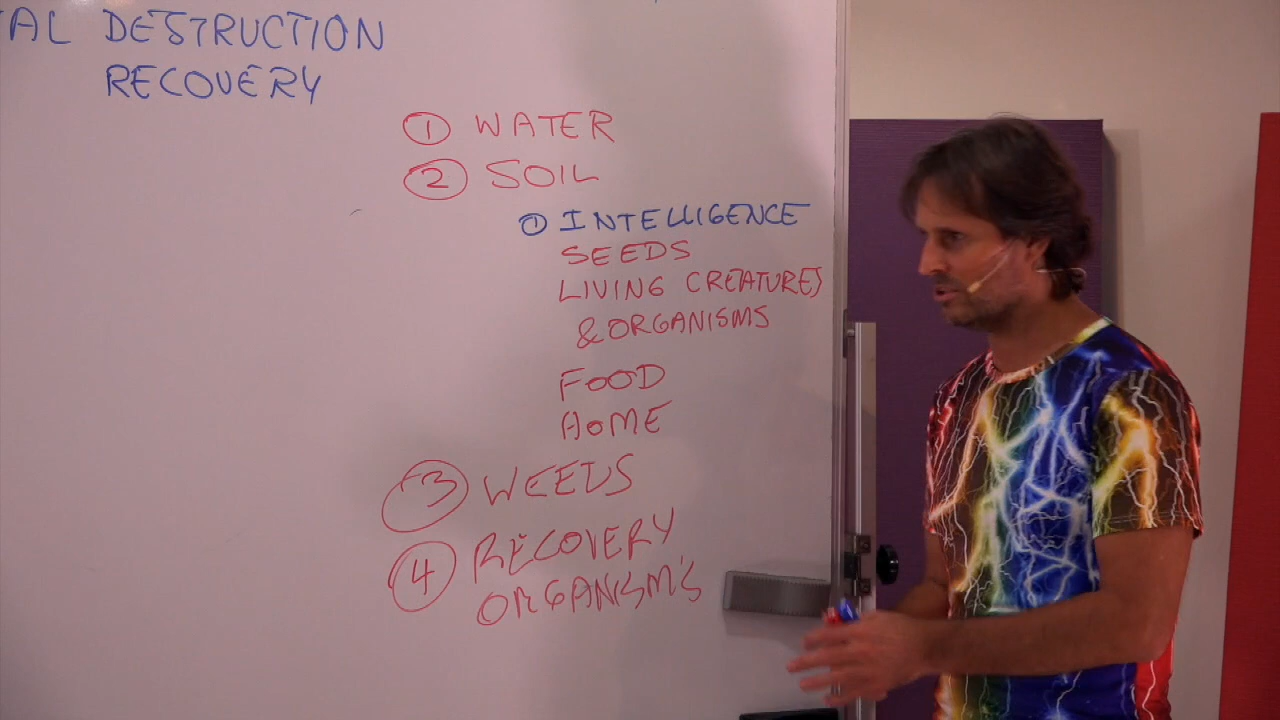 AL DESTRUCTION
RECOVERY
① WATER
② SOIL
① INTELLIGENCE
SEEDS
LIVING CREATURES
& ORGANISMS
FOOD
HOME
③ WEEDS
④ RECOVERY
ORGANISM'S